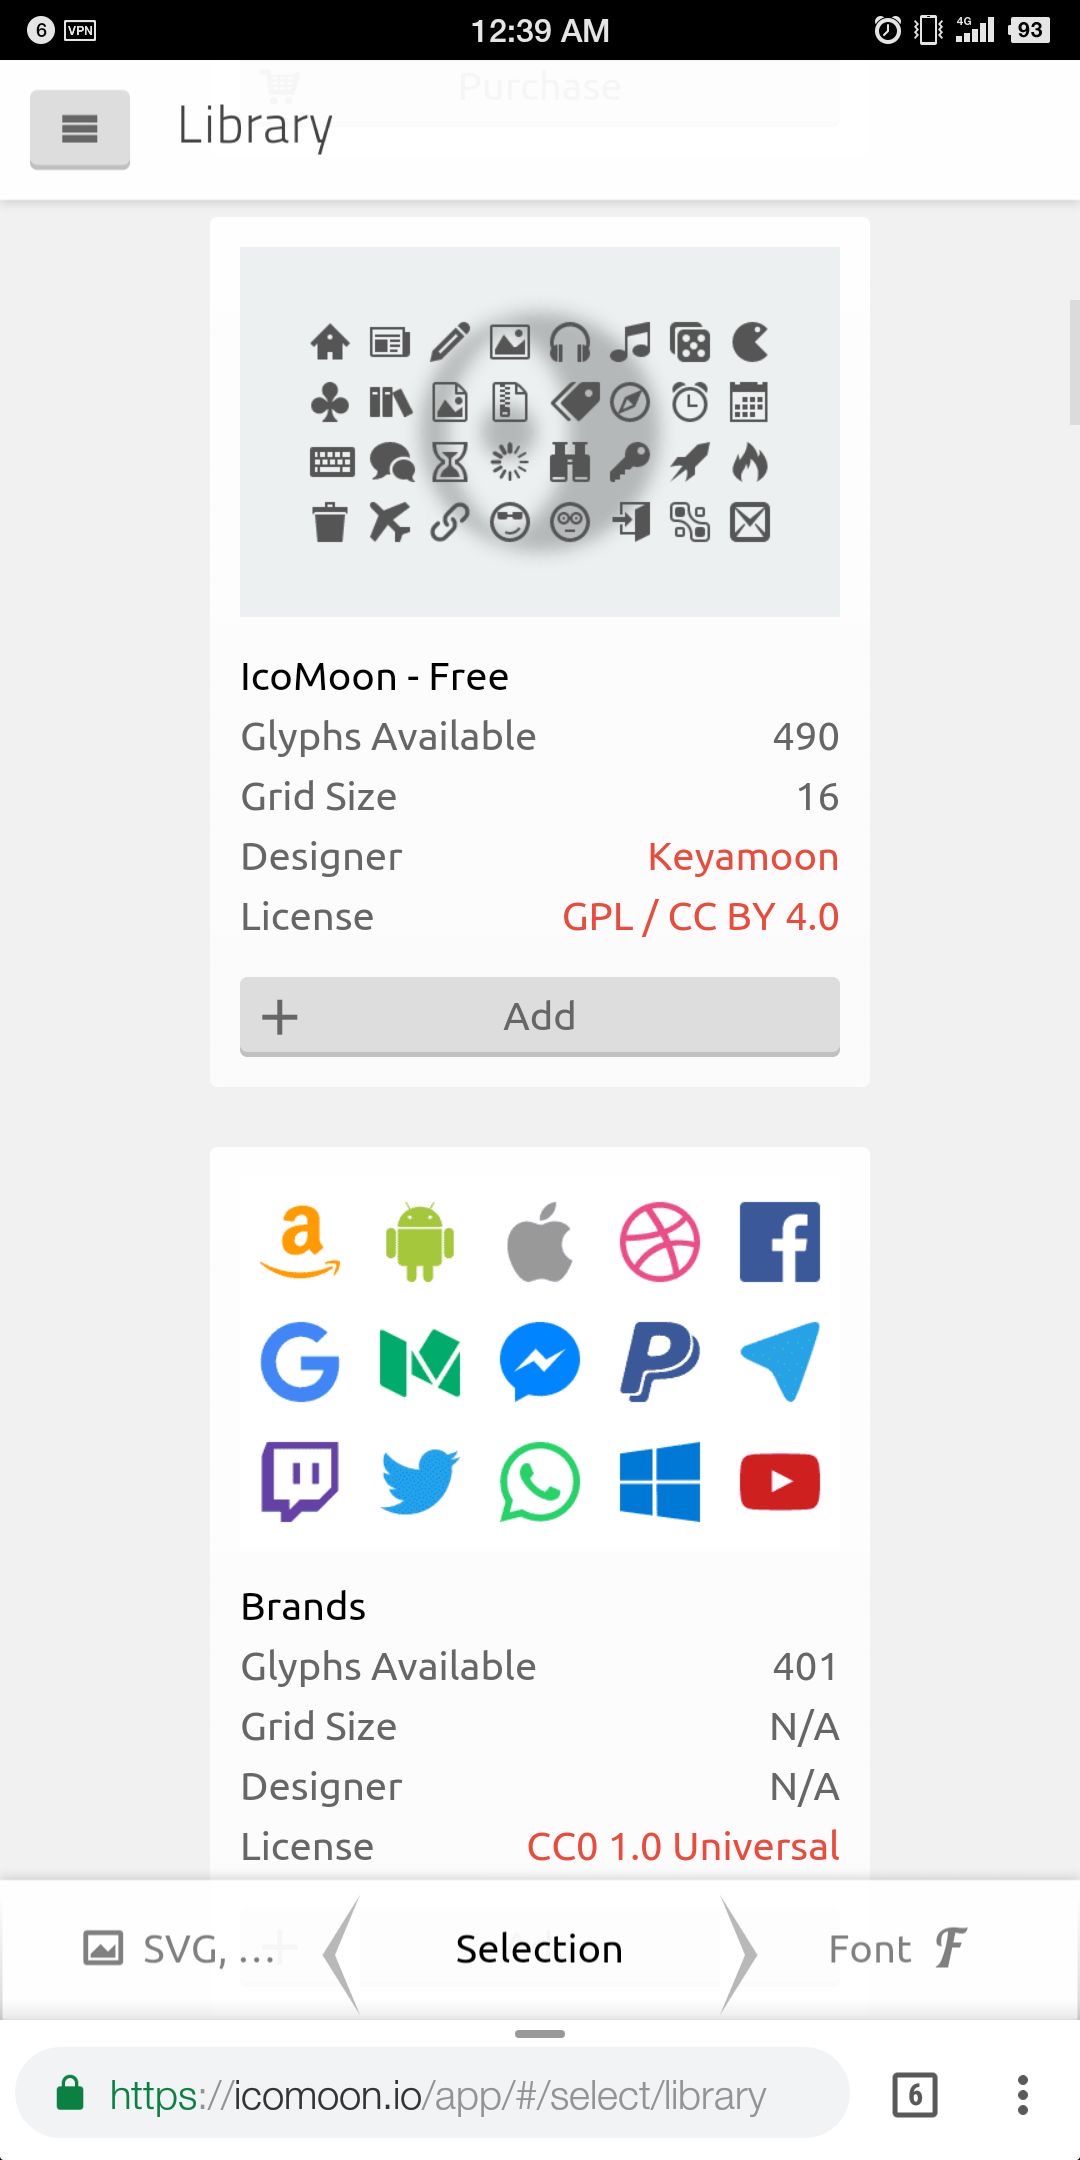 6 VPN 12:39 AM 4G 93
Purchase
Library
IcoMoon - Free
Glyphs Available 490
Grid Size 16
Designer Keyamoon
License GPL / CC BY 4.0
Add
Brands
Glyphs Available 401
Grid Size N/A
Designer N/A
License CC0 1.0 Universal
SVG, ... Selection Font
https://icomoon.io/app/#/select/library 6